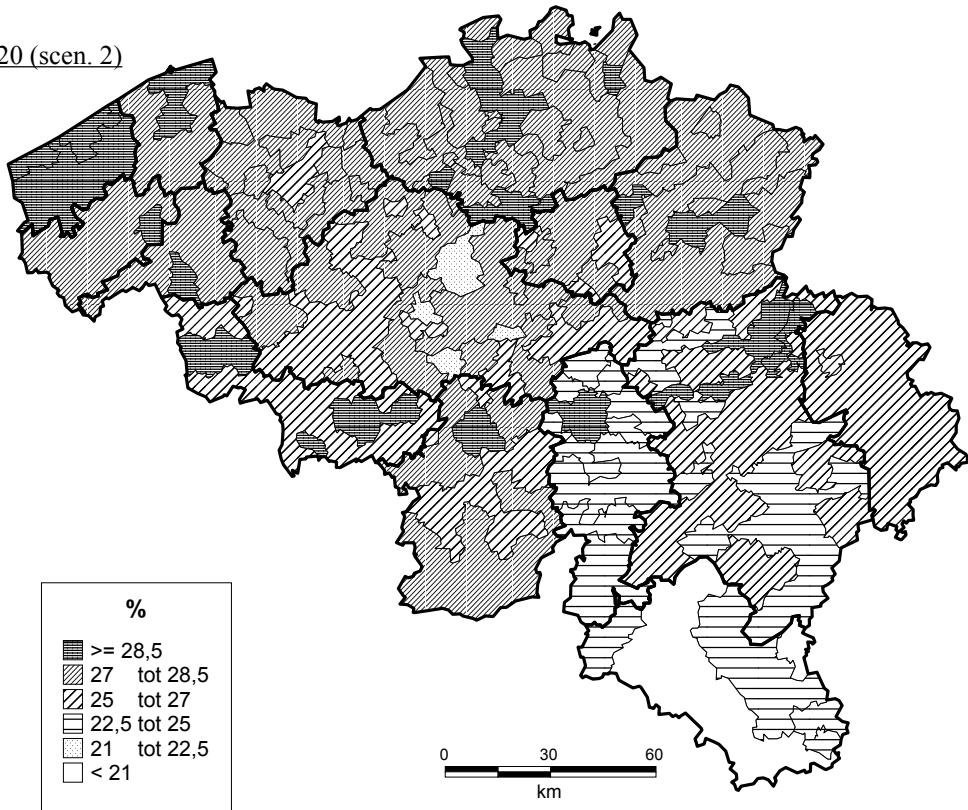 20 (scen. 2)
%
>= 28,5
27 tot 28,5
25 tot 27
22,5 tot 25
21 tot 22,5
< 21
0 30 60
km